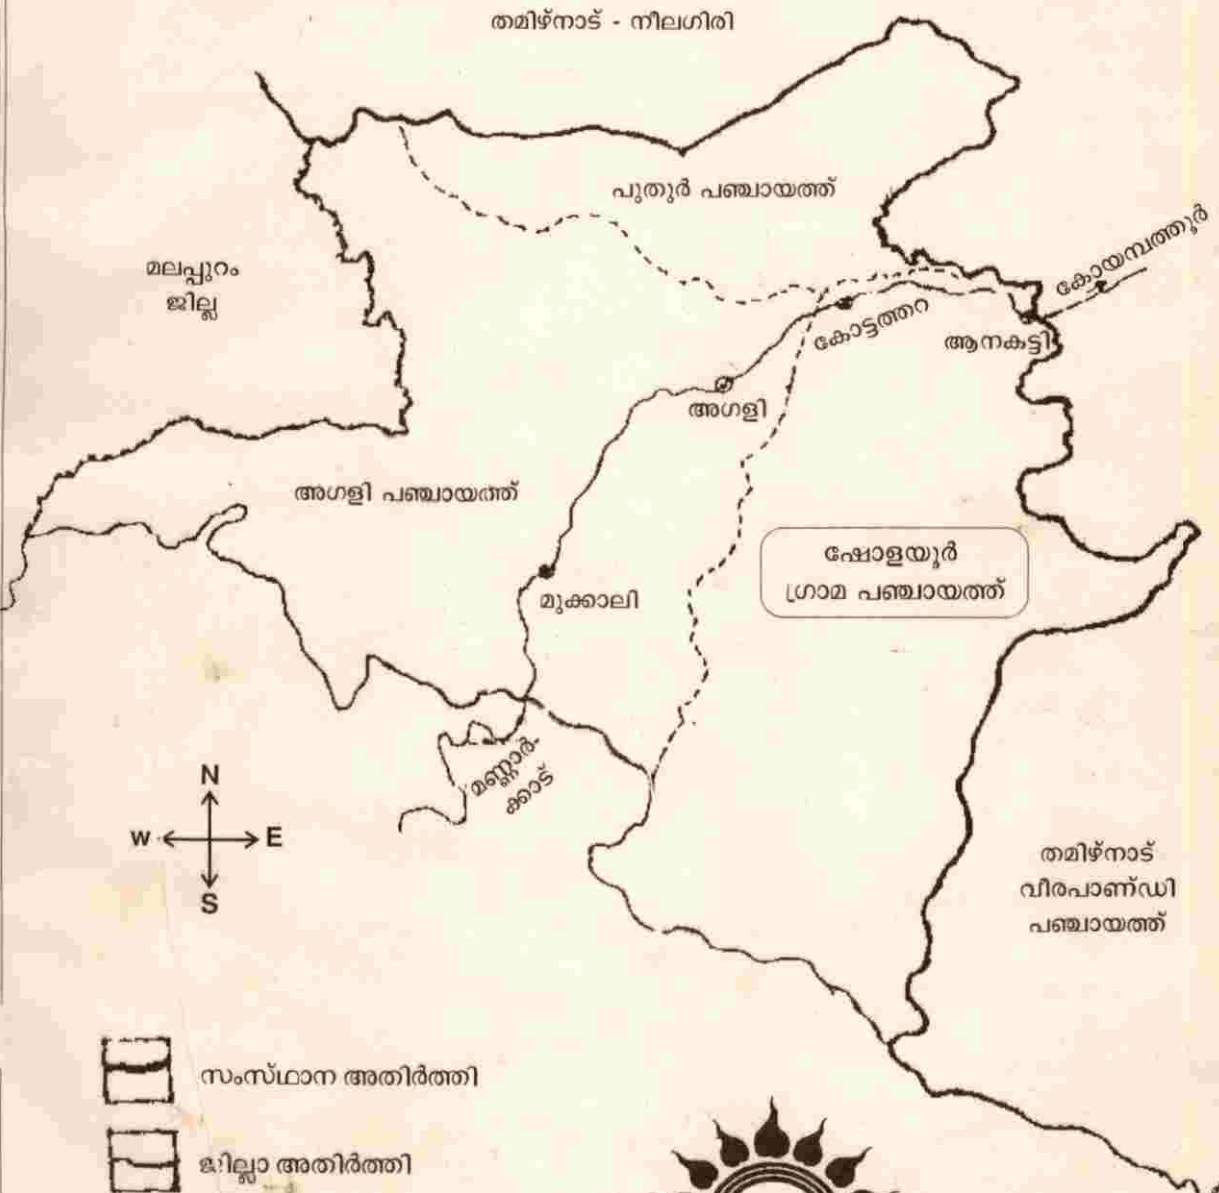 തമിഴ്നാട് - നീലഗിരി
പുതുർ പഞ്ചായത്ത്
മലപ്പുറം
ജില്ല
കോയമ്പത്തൂർ
കോട്ടത്തറ
ആനകട്ടി
അഗളി
അഗളി പഞ്ചായത്ത്
ഷോളയൂർ
ഗ്രാമ പഞ്ചായത്ത്
മുക്കാലി
മണ്ണാർ-
ക്കാട്
N
W E
S
തമിഴ്നാട്
വീരപാണ്ഡി
പഞ്ചായത്ത്
സംസ്ഥാന അതിർത്തി
ജില്ലാ അതിർത്തി